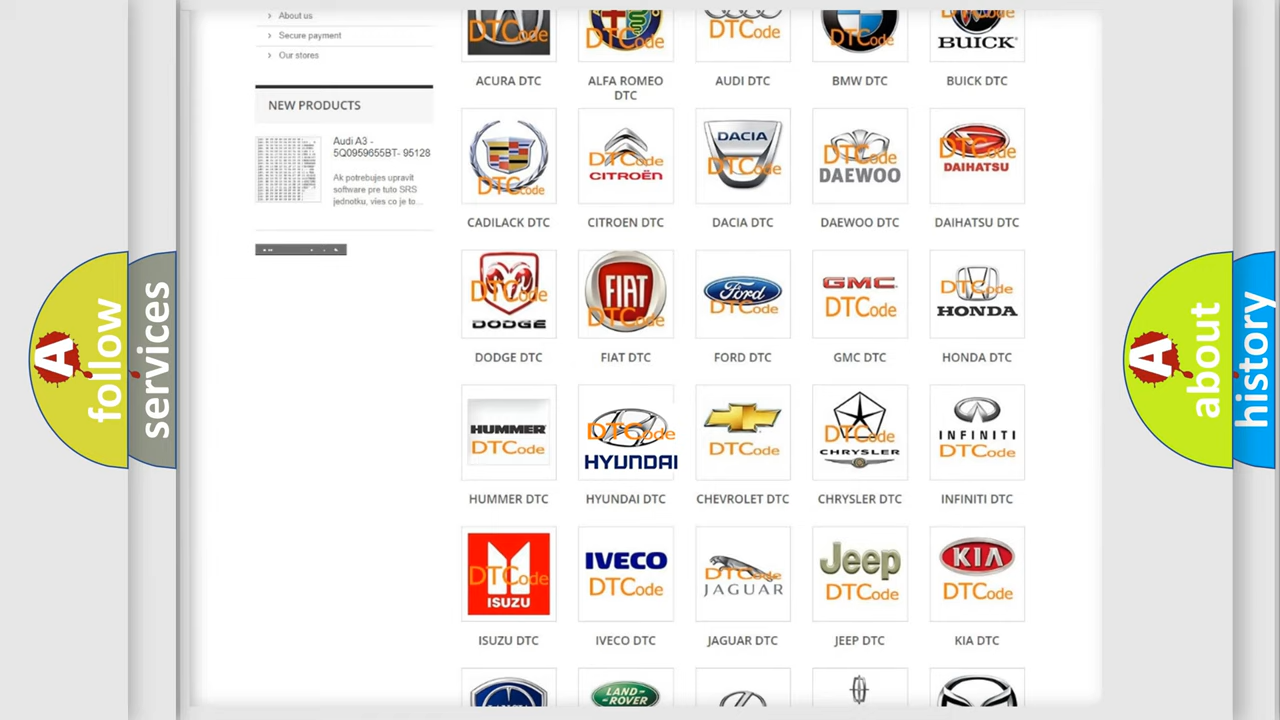 About us
Secure payment
Our stores
NEW PRODUCTS
Audi A3 -
5Q0959655BT- 95128
Ak potrebujes upravit
software pre tuto SRS
jednotku, vies co je to...
DTCode
DTCode
DTCode
DTCode
DTCode
BUICK
ACURA DTC
ALFA ROMEO
DTC
AUDI DTC
BMW DTC
BUICK DTC
DTCode
DTCode
CITROËN
DACIA
DTCode
DTCode
DAEWOO
DTCode
DAIHATSU
CADILACK DTC
CITROEN DTC
DACIA DTC
DAEWOO DTC
DAIHATSU DTC
DTCode
DODGE
FIAT
DTCode
Ford
DTCode
GMC
DTCode
DTCode
HONDA
DODGE DTC
FIAT DTC
FORD DTC
GMC DTC
HONDA DTC
HUMMER
DTCode
DTCode
HYUNDAI
DTCode
DTCode
CHRYSLER
INFINITI
DTCode
HUMMER DTC
HYUNDAI DTC
CHEVROLET DTC
CHRYSLER DTC
INFINITI DTC
DTCode
ISUZU
IVECO
DTCode
DTCode
JAGUAR
Jeep
DTCode
KIA
DTCode
ISUZU DTC
IVECO DTC
JAGUAR DTC
JEEP DTC
KIA DTC
LAND-
ROVER
A follow
services
A about
history